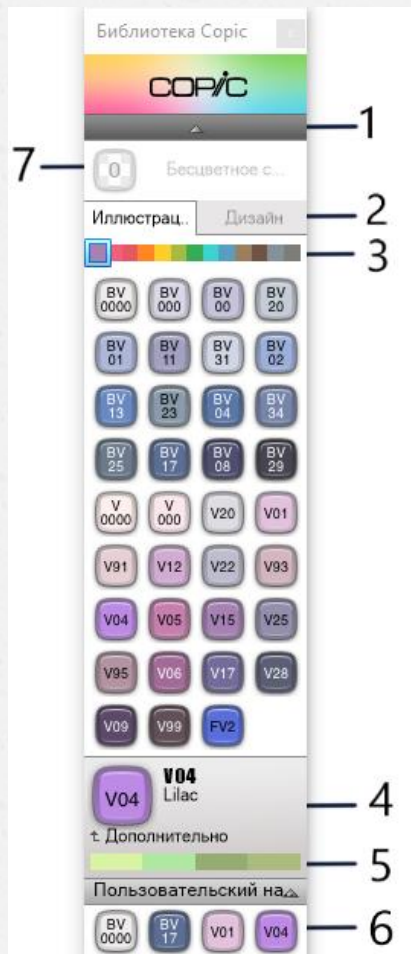 Библиотека Copic
x
COPIC
1
7
0 Бесцветное с...
Иллюстрац.. Дизайн
2
3
BV 0000 BV 000 BV 00 BV 20
BV 01 BV 11 BV 31 BV 02
BV 13 BV 23 BV 04 BV 34
BV 25 BV 17 BV 08 BV 29
V 0000 V 000 V20 V01
V91 V12 V22 V93
V04 V05 V15 V25
V95 V06 V17 V28
V09 V99 FV2
V04
V04
Lilac
4
Дополнительно
5
Пользовательский на
BV 0000 BV 17 V01 V04
6